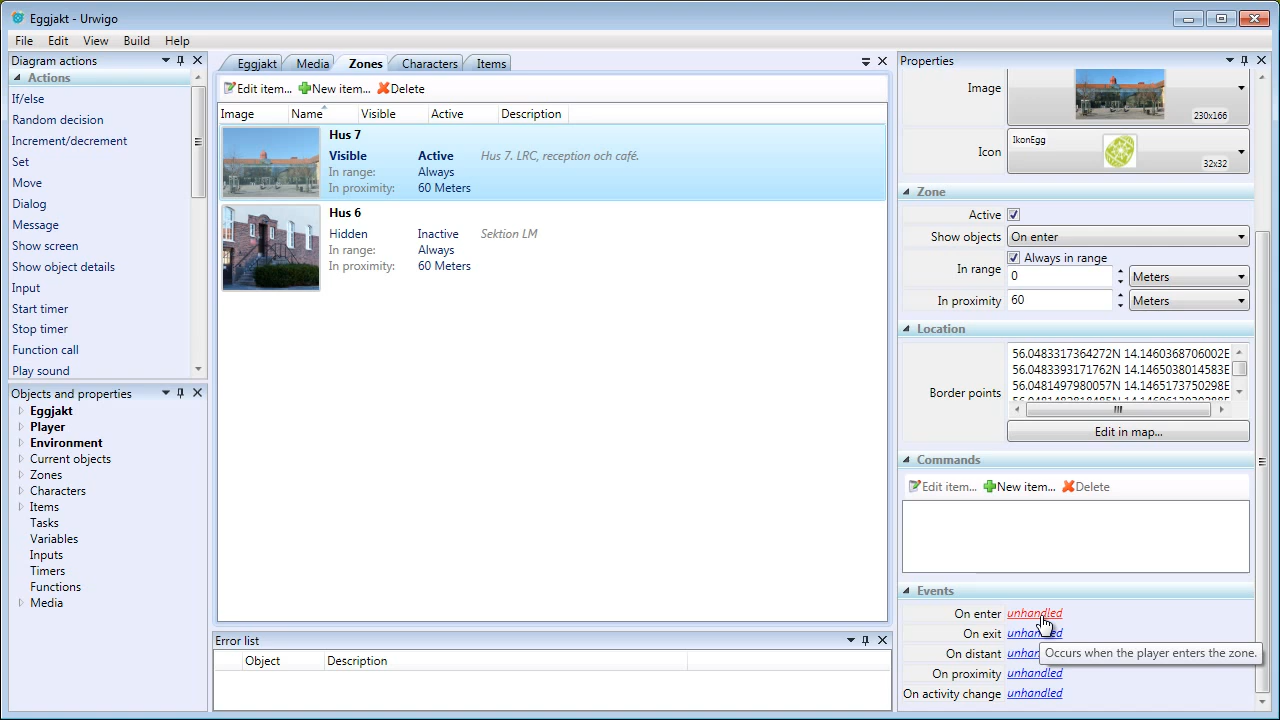 Eggjakt - Urwigo
File Edit View Build Help
Diagram actions
Actions
If/else
Random decision
Increment/decrement
Set
Move
Dialog
Message
Show screen
Show object details
Input
Start timer
Stop timer
Function call
Play sound
Objects and properties
Eggjakt
Player
Environment
Current objects
Zones
Characters
Items
Tasks
Variables
Inputs
Timers
Functions
Media
Eggjakt Media Zones Characters Items
Edit item... New item... Delete
Image Name Visible Active Description
Hus 7
Visible Active Hus 7. LRC, reception och café.
In range: Always
In proximity: 60 Meters
Hus 6
Hidden Inactive Sektion LM
In range: Always
In proximity: 60 Meters
Error list
Object Description
Properties
Image 230x166
Icon IkonEgg 32x32
Zone
Active
Show objects On enter
Always in range
In range 0 Meters
In proximity 60 Meters
Location
Border points
56.0483317364272N 14.1460368706002E
56.0483393171762N 14.1465038014583E
56.0481497980057N 14.1465173750298E
Edit in map...
Commands
Edit item... New item... Delete
Events
On enter unhandled
On exit unhandled
On distant unhan
Occurs when the player enters the zone.
On proximity unhandled
On activity change unhandled